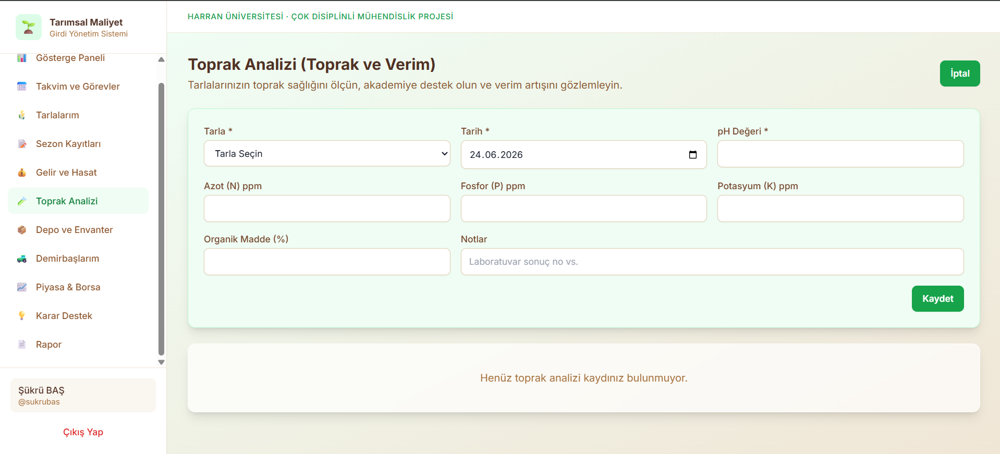 Tarımsal Maliyet
Girdi Yönetim Sistemi
Gösterge Paneli
Takvim ve Görevler
Tarlalarım
Sezon Kayıtları
Gelir ve Hasat
Toprak Analizi
Depo ve Envanter
Demirbaşlarım
Piyasa & Borsa
Karar Destek
Rapor
Şükrü BAŞ
@sukrubas
Çıkış Yap
HARRAN ÜNİVERSİTESİ · ÇOK DİSİPLİNLİ MÜHENDİSLİK PROJESİ
Toprak Analizi (Toprak ve Verim)
Tarlalarınızın toprak sağlığını ölçün, akademiye destek olun ve verim artışını gözlemleyin.
İptal
Tarla *
Tarla Seçin
Tarih *
24.06.2026
pH Değeri *
Azot (N) ppm
Fosfor (P) ppm
Potasyum (K) ppm
Organik Madde (%)
Notlar
Laboratuvar sonuç no vs.
Kaydet
Henüz toprak analizi kaydınız bulunmuyor.